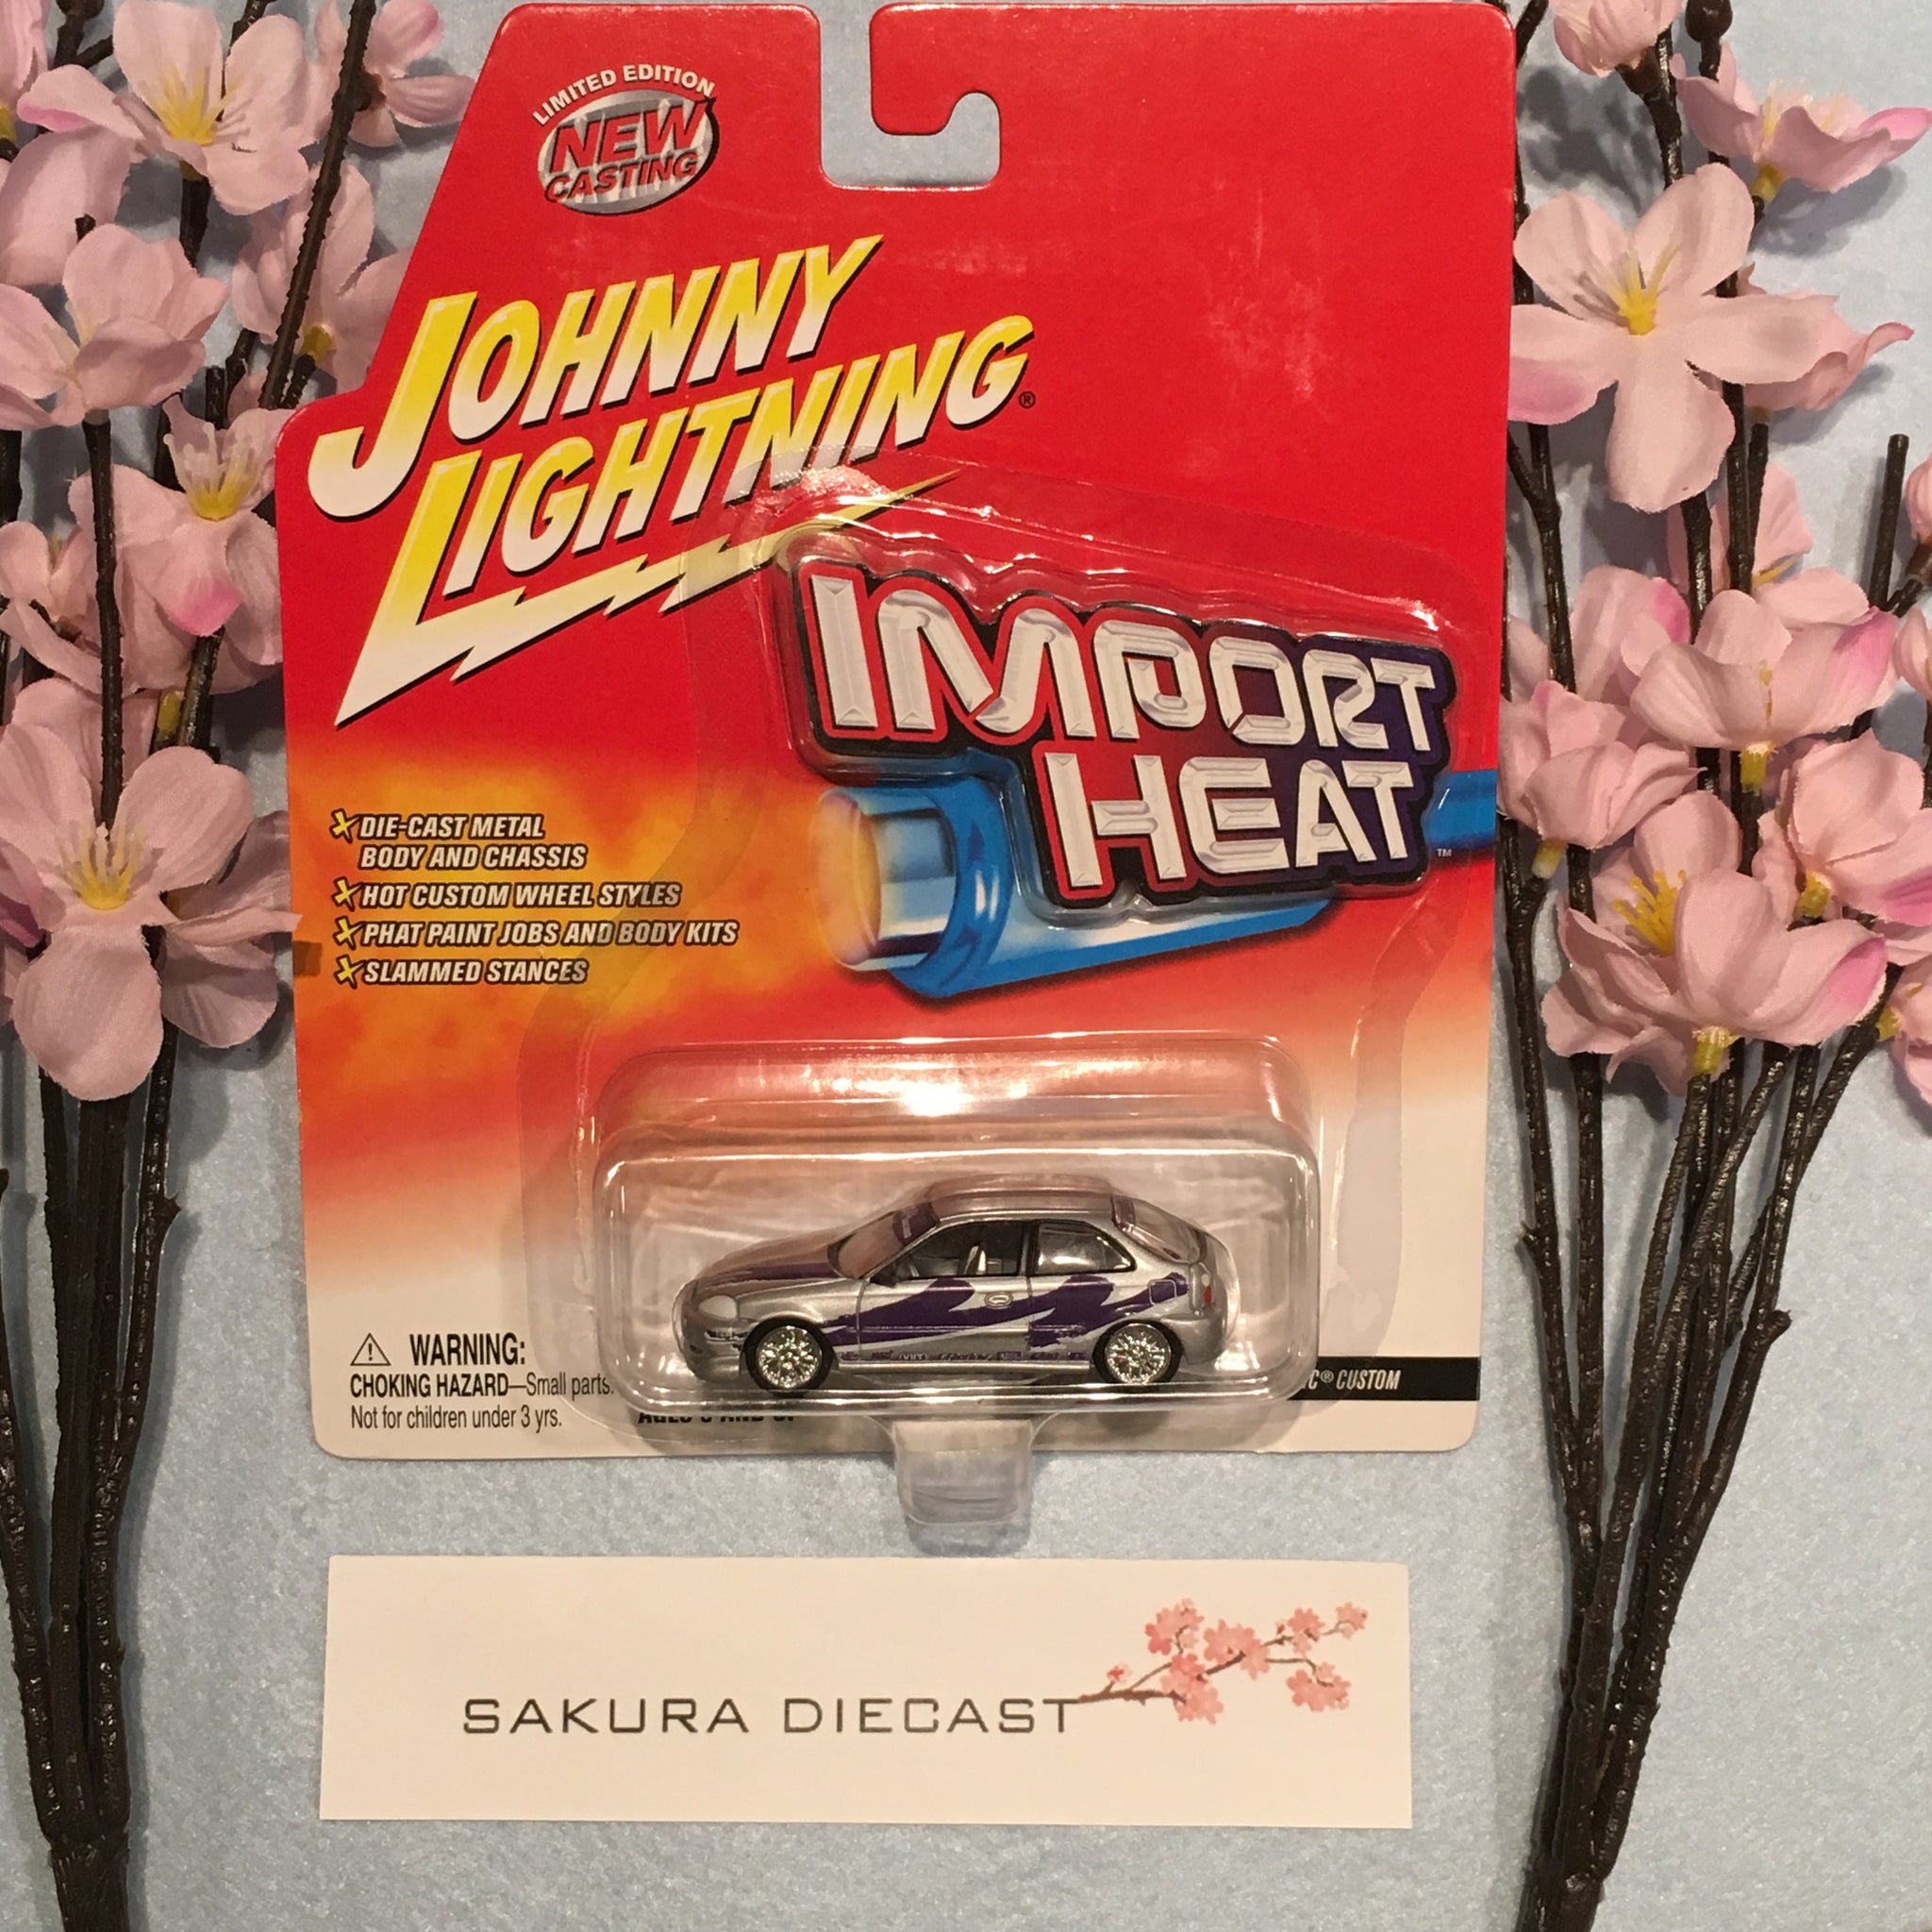 LIMITED EDITION
NEW
CASTING
JOHNNY
LIGHTNING®
IMPORT
HEAT™
DIE-CAST METAL
BODY AND CHASSIS
HOT CUSTOM WHEEL STYLES
PHAT PAINT JOBS AND BODY KITS
SLAMMED STANCES
⚠ WARNING:
CHOKING HAZARD—Small parts.
Not for children under 3 yrs.
C® CUSTOM
SAKURA DIECAST